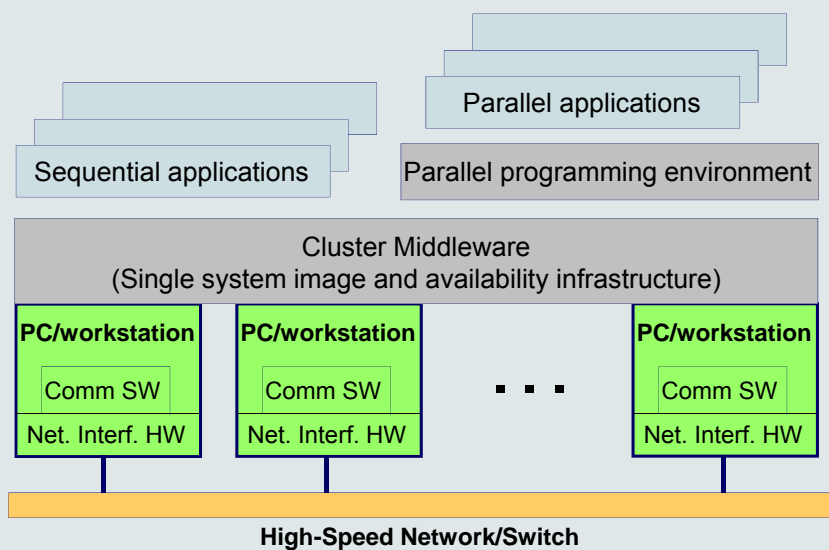 Parallel applications
Sequential applications
Parallel programming environment
Cluster Middleware
(Single system image and availability infrastructure)
PC/workstation
PC/workstation
PC/workstation
Comm SW
Comm SW
. . .
Comm SW
Net. Interf. HW
Net. Interf. HW
Net. Interf. HW
High-Speed Network/Switch